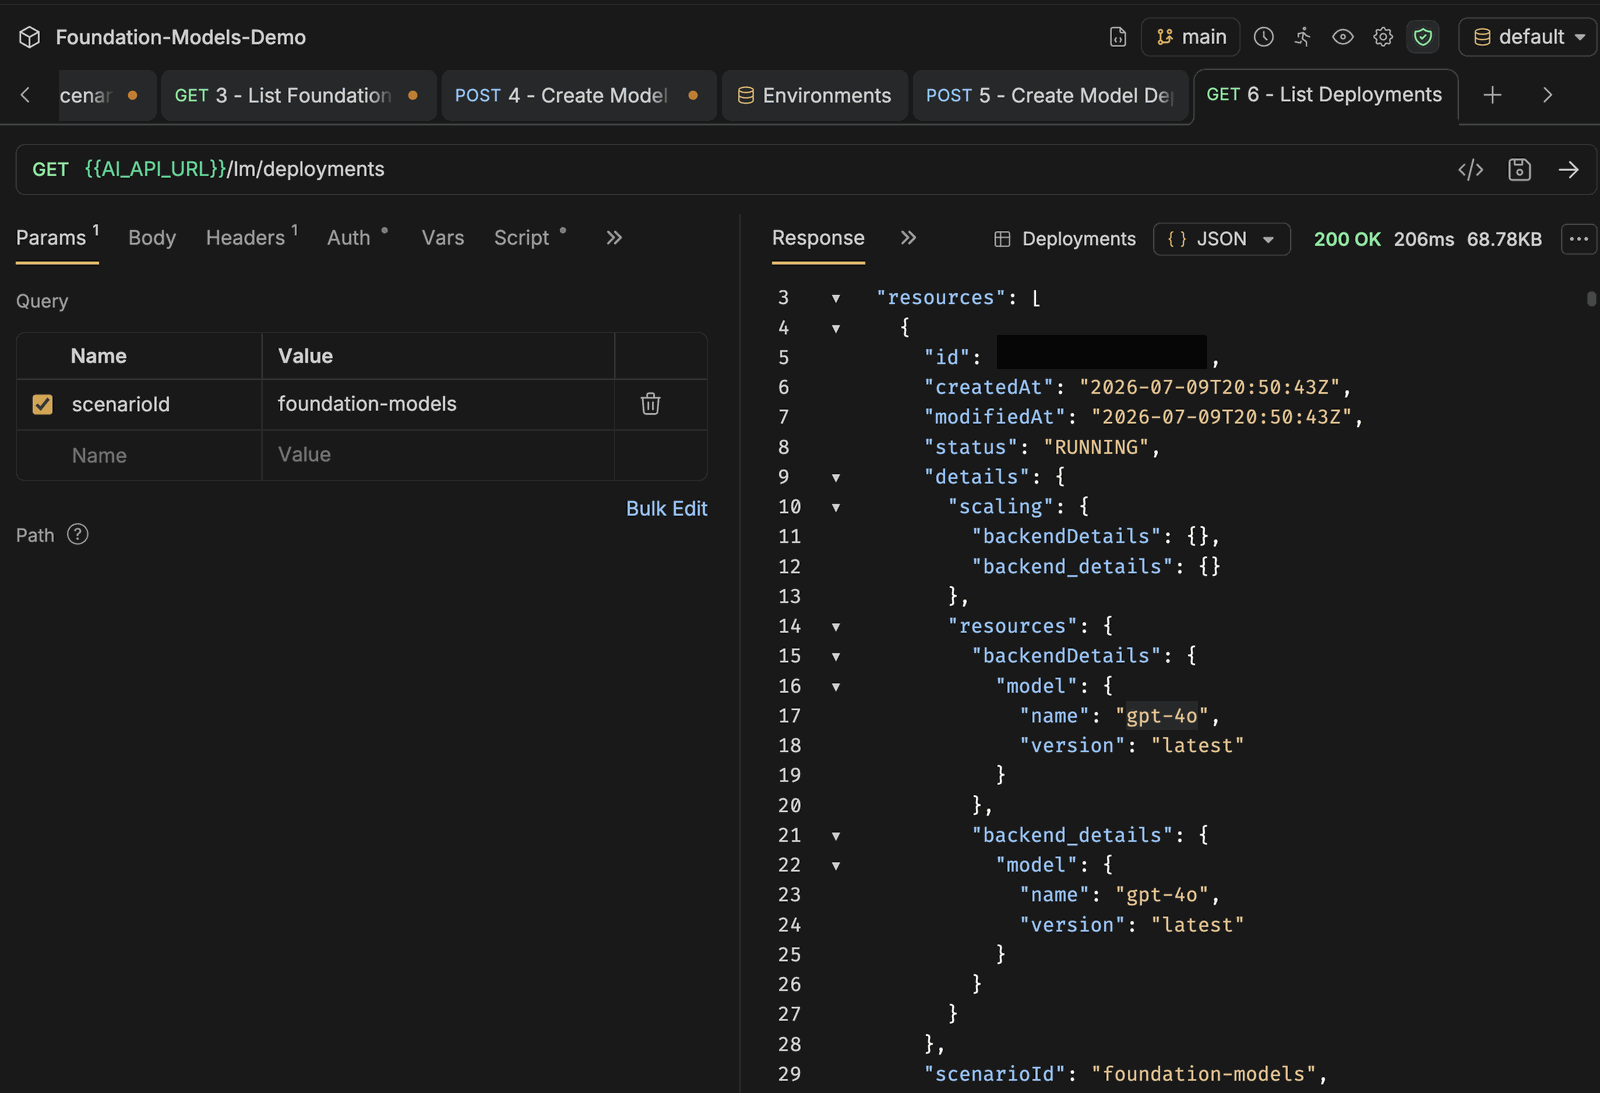 Foundation-Models-Demo
main
default
cenar
GET 3 - List Foundation
POST 4 - Create Model
Environments
POST 5 - Create Model De
GET 6 - List Deployments
GET {{AI_API_URL}}/lm/deployments
Params 1
Body
Headers 1
Auth
Vars
Script
Query
Name Value
scenarioId foundation-models
Name Value
Bulk Edit
Path ?
Response
Deployments
{ } JSON
200 OK 206ms 68.78KB
3 "resources": [
4 {
5 "id": ,
6 "createdAt": "2026-07-09T20:50:43Z",
7 "modifiedAt": "2026-07-09T20:50:43Z",
8 "status": "RUNNING",
9 "details": {
10 "scaling": {
11 "backendDetails": {},
12 "backend_details": {}
13 },
14 "resources": {
15 "backendDetails": {
16 "model": {
17 "name": "gpt-4o",
18 "version": "latest"
19 }
20 },
21 "backend_details": {
22 "model": {
23 "name": "gpt-4o",
24 "version": "latest"
25 }
26 }
27 }
28 },
29 "scenarioId": "foundation-models",